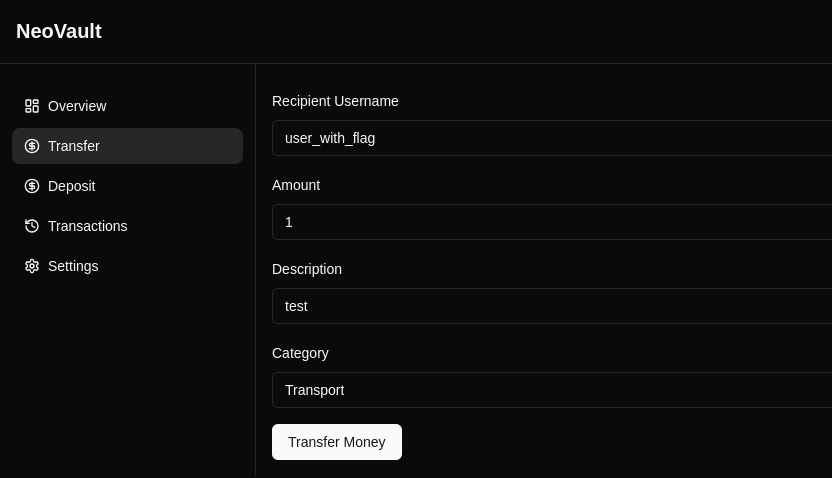 NeoVault
Overview
Transfer
Deposit
Transactions
Settings
Recipient Username
user_with_flag
Amount
1
Description
test
Category
Transport
Transfer Money